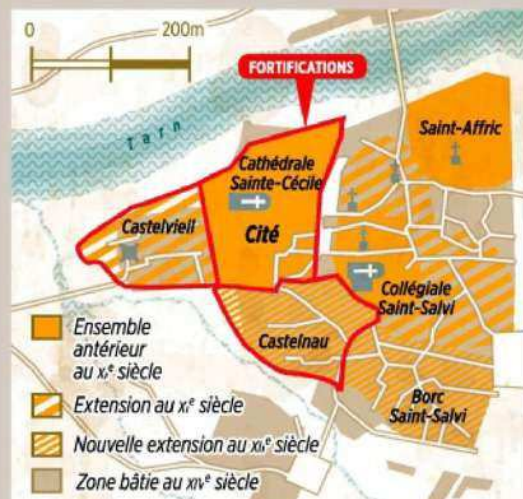 0 200m
FORTIFICATIONS
Tarn
Saint-Affric
Cathédrale
Sainte-Cécile
Castelvieil
Cité
Collégiale
Saint-Salvi
Castelnau
Borc
Saint-Salvi
Ensemble
antérieur
au XIe siècle
Extension au XIe siècle
Nouvelle extension au XIIe siècle
Zone bâtie au XIVe siècle